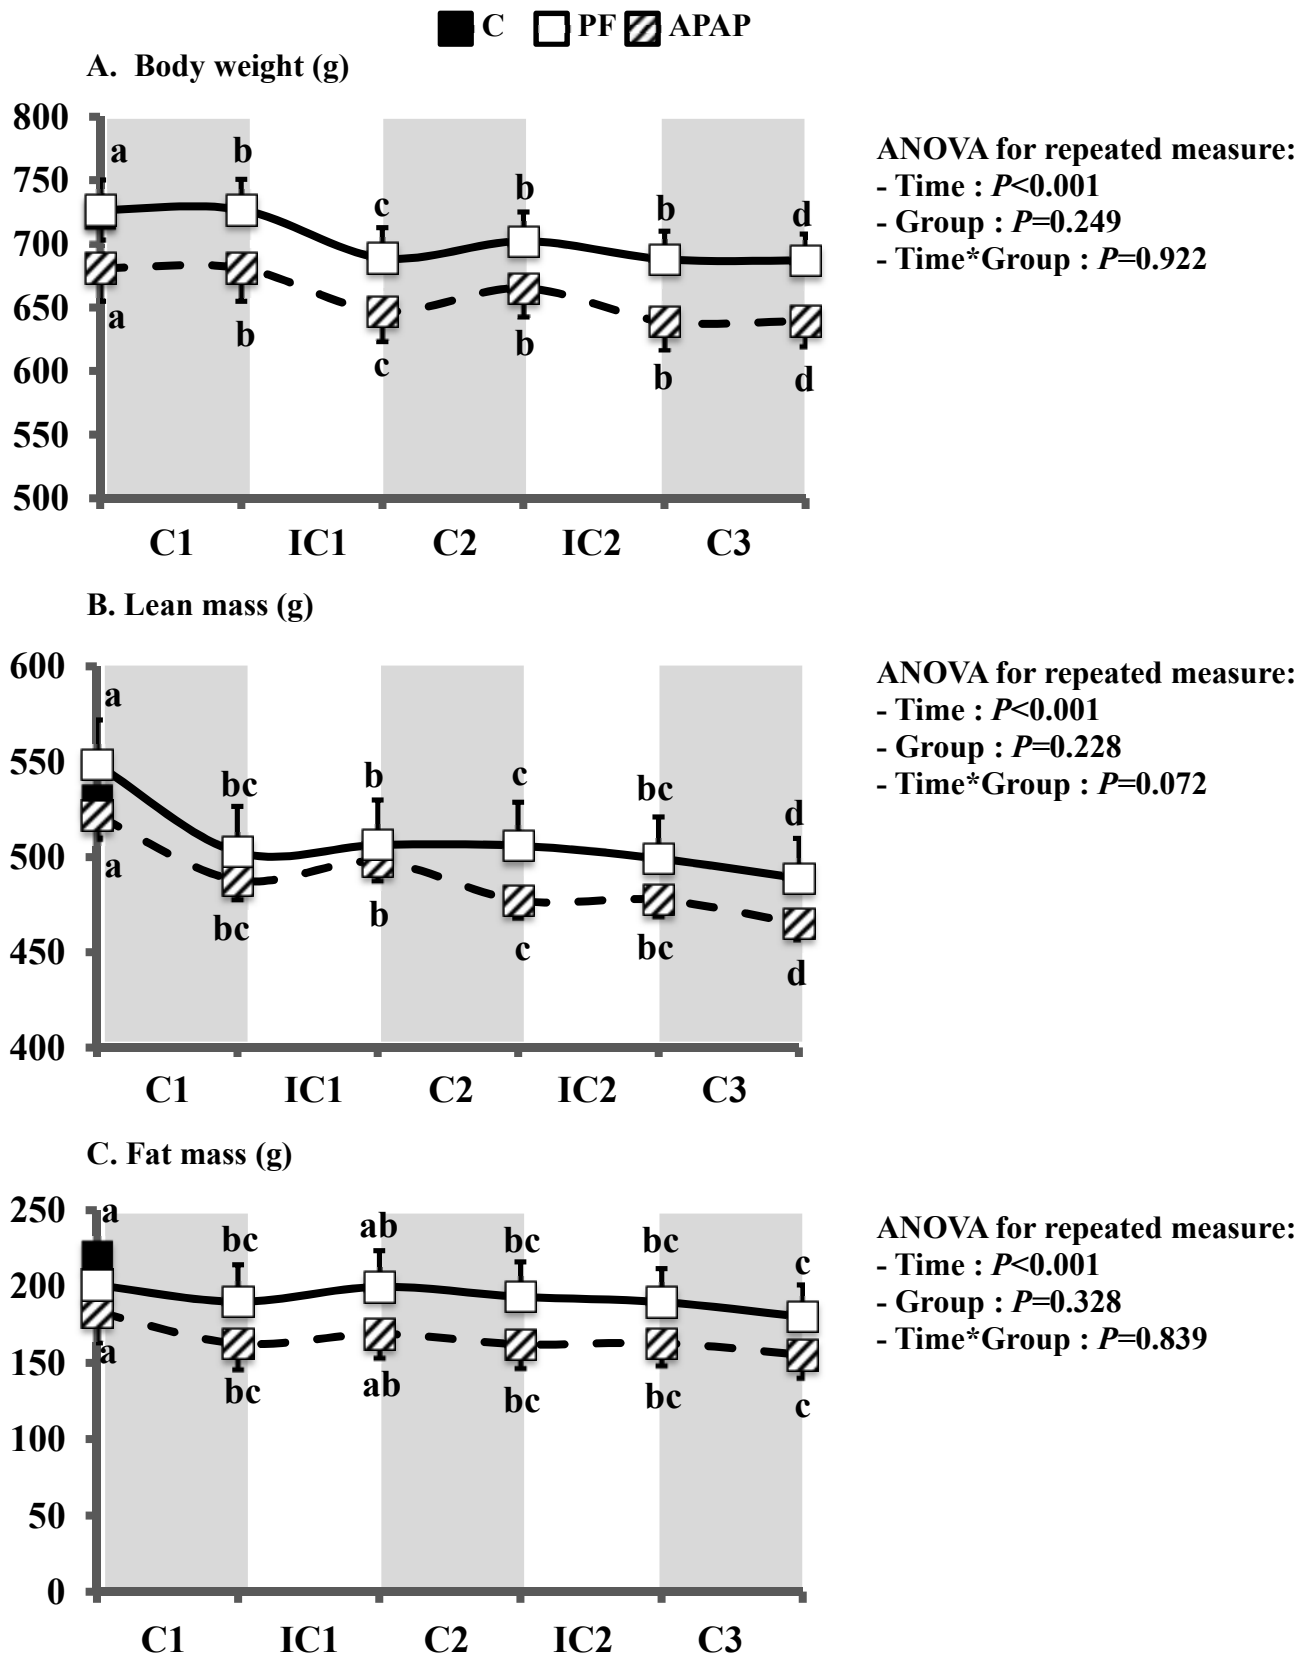 C PF APAP
A. Body weight (g)
800
750
700
650
600
550
500
a b c b b d
a b c b b d
C1 IC1 C2 IC2 C3
ANOVA for repeated measure:
- Time : P<0.001
- Group : P=0.249
- Time*Group : P=0.922
B. Lean mass (g)
600
550
500
450
400
a bc b c bc d
a bc b c bc d
C1 IC1 C2 IC2 C3
ANOVA for repeated measure:
- Time : P<0.001
- Group : P=0.228
- Time*Group : P=0.072
C. Fat mass (g)
250
200
150
100
50
0
a bc ab bc bc c
a bc ab bc bc c
C1 IC1 C2 IC2 C3
ANOVA for repeated measure:
- Time : P<0.001
- Group : P=0.328
- Time*Group : P=0.839